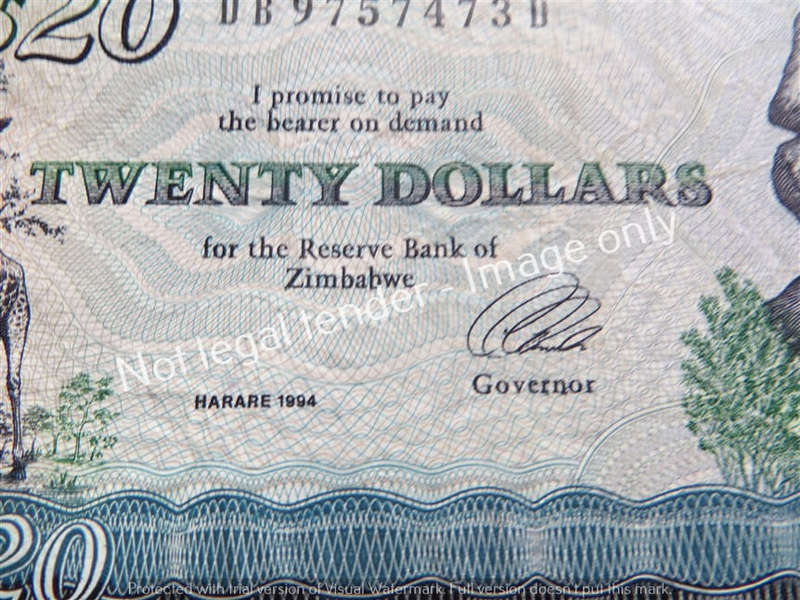 $20
DB9757473D
I promise to pay
the bearer on demand
TWENTY DOLLARS
for the Reserve Bank of
Zimbabwe
Not legal tender - Image only
Governor
HARARE 1994
20
Protected with trial version of Visual Watermark. Full version doesn't put this mark.